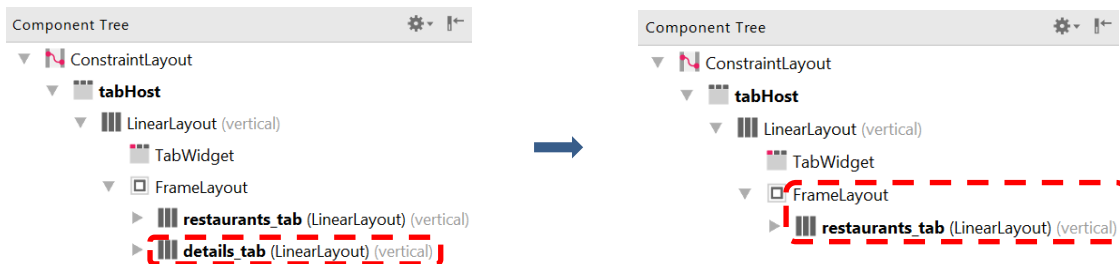 Component Tree
ConstraintLayout
tabHost
LinearLayout (vertical)
TabWidget
FrameLayout
restaurants_tab (LinearLayout) (vertical)
details_tab (LinearLayout) (vertical)
Component Tree
ConstraintLayout
tabHost
LinearLayout (vertical)
TabWidget
FrameLayout
restaurants_tab (LinearLayout) (vertical)